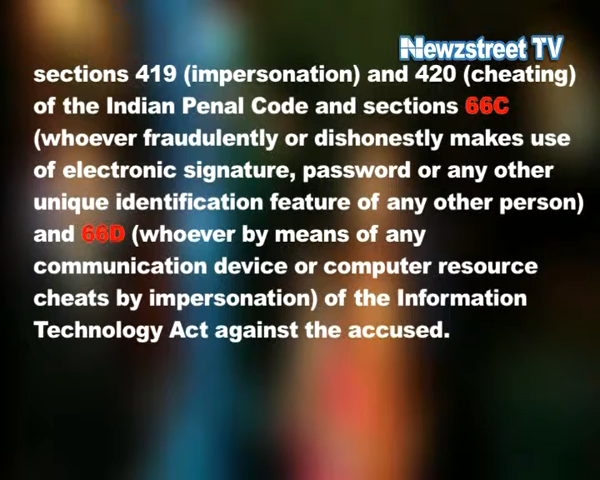 Newzstreet TV
sections 419 (impersonation) and 420 (cheating)
of the Indian Penal Code and sections 66C
(whoever fraudulently or dishonestly makes use
of electronic signature, password or any other
unique identification feature of any other person)
and 66D (whoever by means of any
communication device or computer resource
cheats by impersonation) of the Information
Technology Act against the accused.